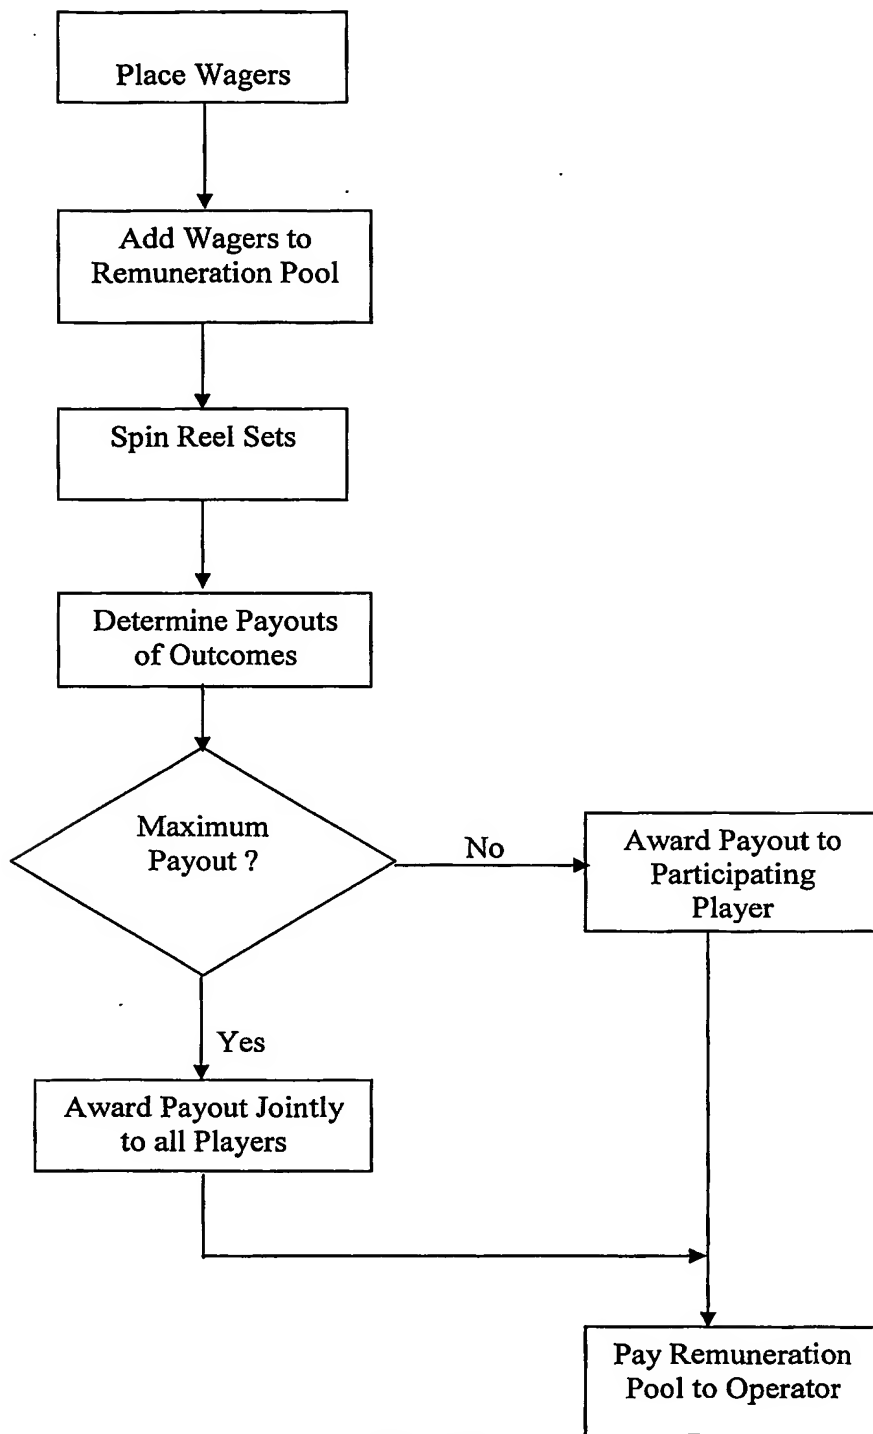 Place Wagers
Add Wagers to
Remuneration Pool
Spin Reel Sets
Determine Payouts
of Outcomes
Maximum
Payout ?
No
Award Payout to
Participating
Player
Yes
Award Payout Jointly
to all Players
Pay Remuneration
Pool to Operator